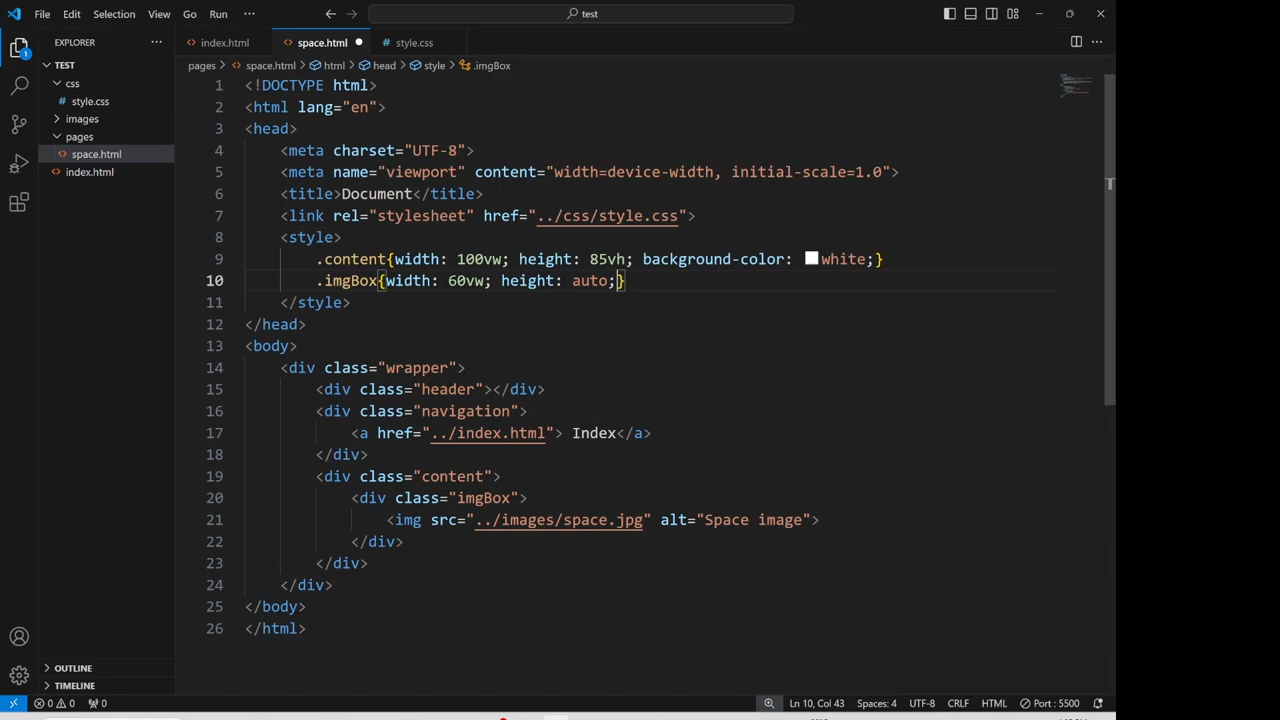 File Edit Selection View Go Run ··· test
EXPLORER ···
index.html space.html style.css
TEST
css
style.css
images
pages
space.html
index.html
OUTLINE
TIMELINE
pages > space.html > html > head > style > .imgBox
1 <!DOCTYPE html>
2 <html lang="en">
3 <head>
4 <meta charset="UTF-8">
5 <meta name="viewport" content="width=device-width, initial-scale=1.0">
6 <title>Document</title>
7 <link rel="stylesheet" href="../css/style.css">
8 <style>
9 .content{width: 100vw; height: 85vh; background-color: white;}
10 .imgBox{width: 60vw; height: auto;}
11 </style>
12 </head>
13 <body>
14 <div class="wrapper">
15 <div class="header"></div>
16 <div class="navigation">
17 <a href="../index.html"> Index</a>
18 </div>
19 <div class="content">
20 <div class="imgBox">
21 <img src="../images/space.jpg" alt="Space image">
22 </div>
23 </div>
24 </div>
25 </body>
26 </html>
0 0 0 Ln 10, Col 43 Spaces: 4 UTF-8 CRLF HTML Port : 5500